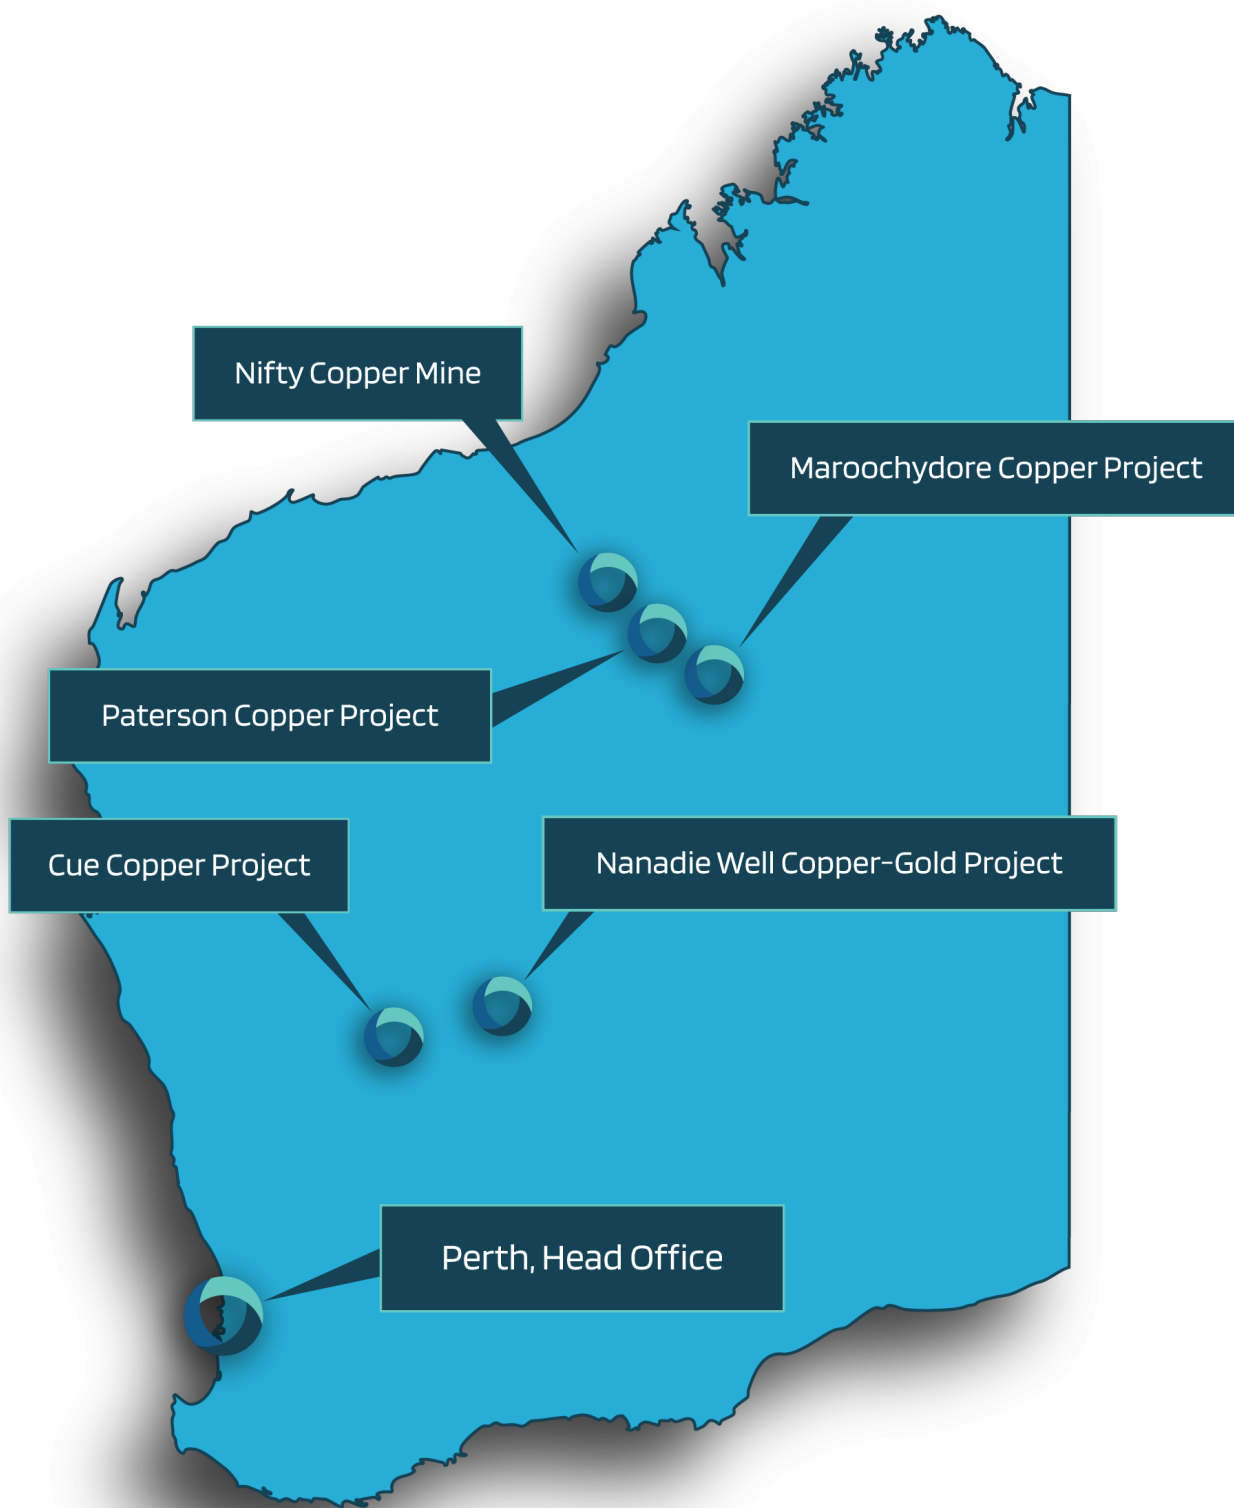 Nifty Copper Mine
Maroochydore Copper Project
Paterson Copper Project
Cue Copper Project
Nanadie Well Copper-Gold Project
Perth, Head Office